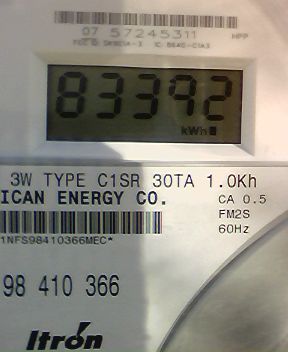 07 57245311 HPP
83392
kWh
3W TYPE C1SR 30TA 1.0Kh
ICAN ENERGY CO. CA 0.5
FM2S
60Hz
1NFS98410366MEC*
98 410 366
Itron